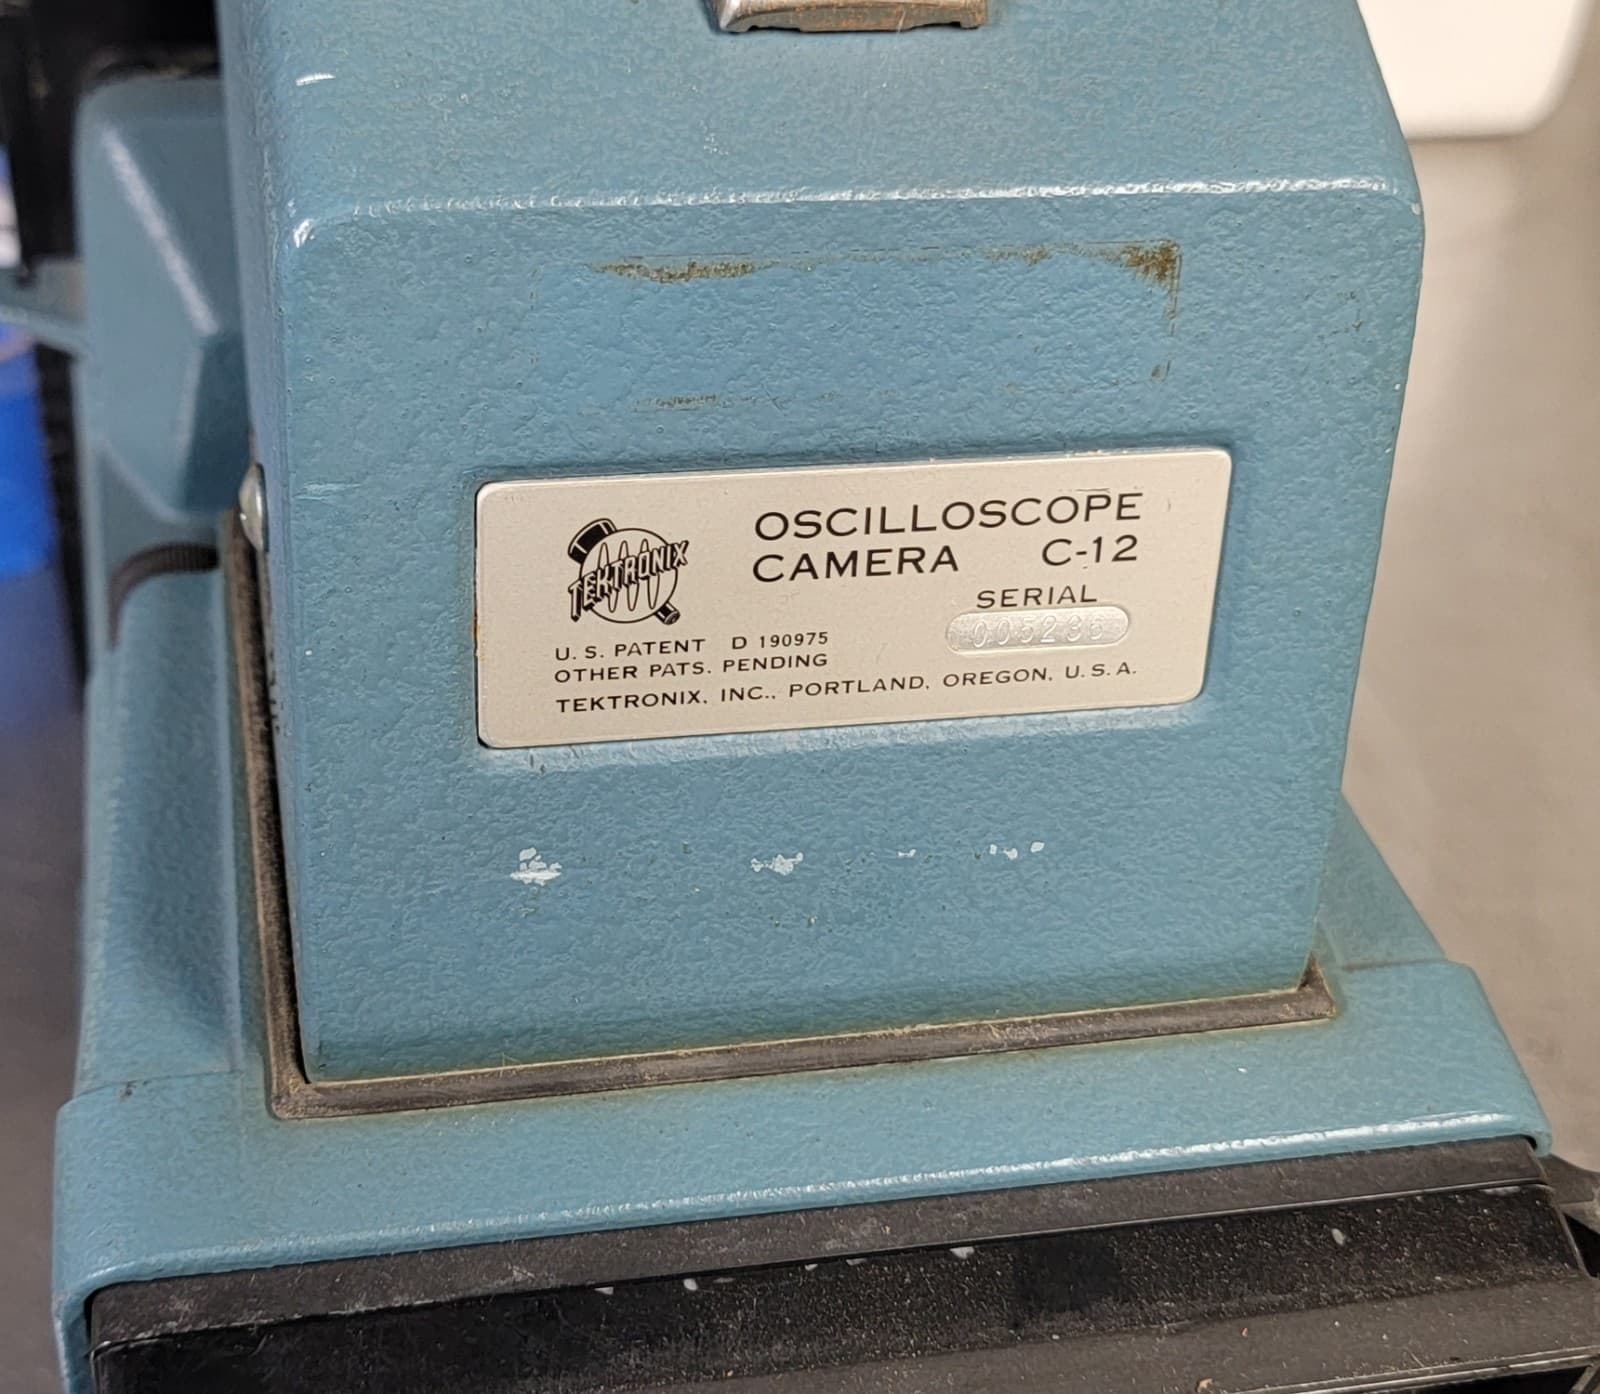 TEKTRONIX
OSCILLOSCOPE
CAMERA C-12
SERIAL
005236
U. S. PATENT D 190975
OTHER PATS. PENDING
TEKTRONIX, INC., PORTLAND, OREGON, U. S. A.